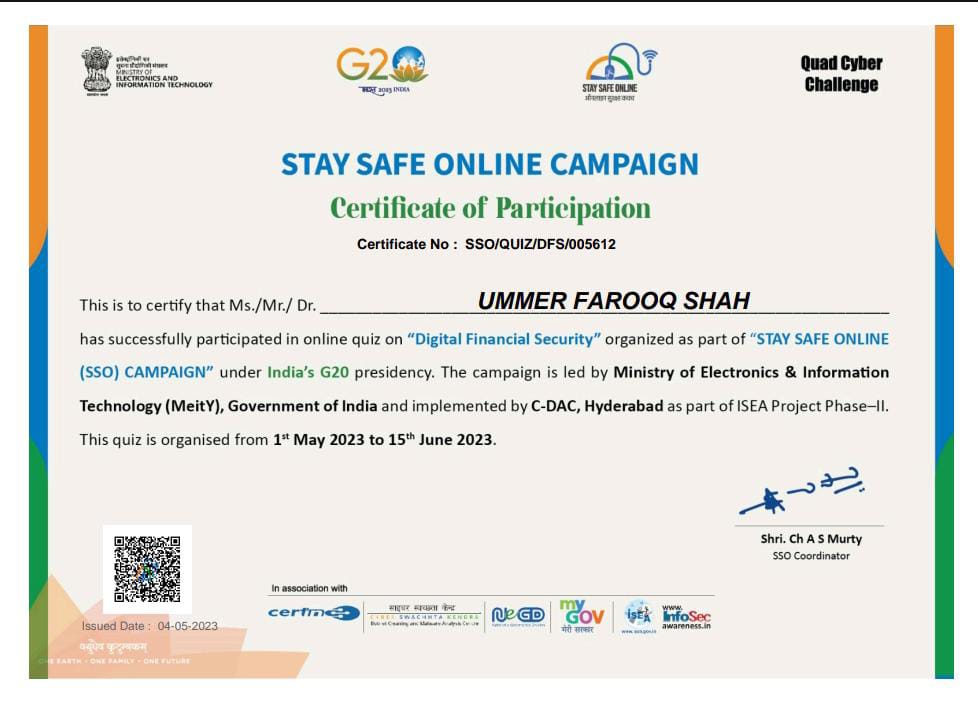 इलेक्ट्रॉनिकी एवं
सूचना प्रौद्योगिकी मंत्रालय
MINISTRY OF
ELECTRONICS AND
INFORMATION TECHNOLOGY
सत्यमेव जयते
G20
भारत 2023 INDIA
STAY SAFE ONLINE
ऑनलाइन सुरक्षा कवच
Quad Cyber
Challenge
STAY SAFE ONLINE CAMPAIGN
Certificate of Participation
Certificate No : SSO/QUIZ/DFS/005612
This is to certify that Ms./Mr./ Dr. UMMER FAROOQ SHAH
has successfully participated in online quiz on “Digital Financial Security” organized as part of “STAY SAFE ONLINE
(SSO) CAMPAIGN” under India’s G20 presidency. The campaign is led by Ministry of Electronics & Information
Technology (MeitY), Government of India and implemented by C-DAC, Hyderabad as part of ISEA Project Phase–II.
This quiz is organised from 1st May 2023 to 15th June 2023.
Shri. Ch A S Murty
SSO Coordinator
In association with
certin
साइबर स्वच्छता केन्द्र
CYBER SWACHHTA KENDRA
Botnet Cleaning and Malware Analysis Centre
NeGD
my
GOV
मेरी सरकार
ISEA
www.isea.gov.in
www.
InfoSec
awareness.in
Issued Date : 04-05-2023
वसुधैव कुटुम्बकम्
ONE EARTH • ONE FAMILY • ONE FUTURE